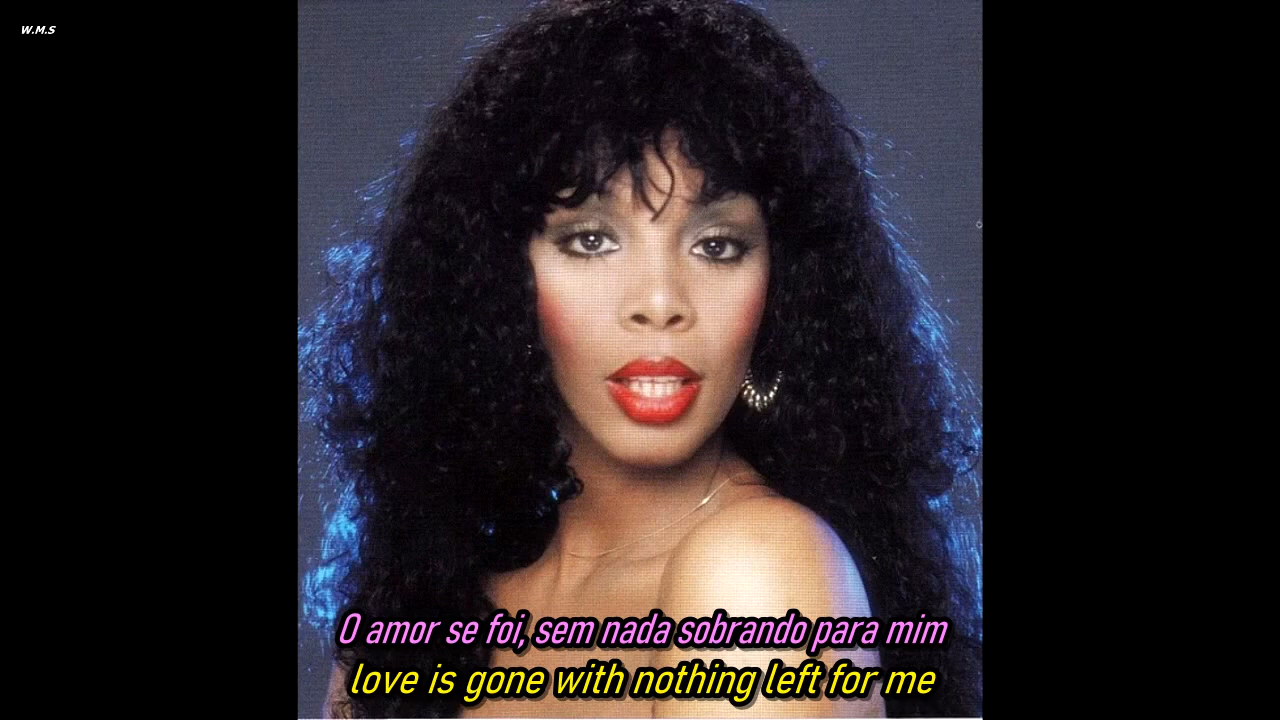 W.M.S
O amor se foi, sem nada sobrando para mim
love is gone with nothing left for me